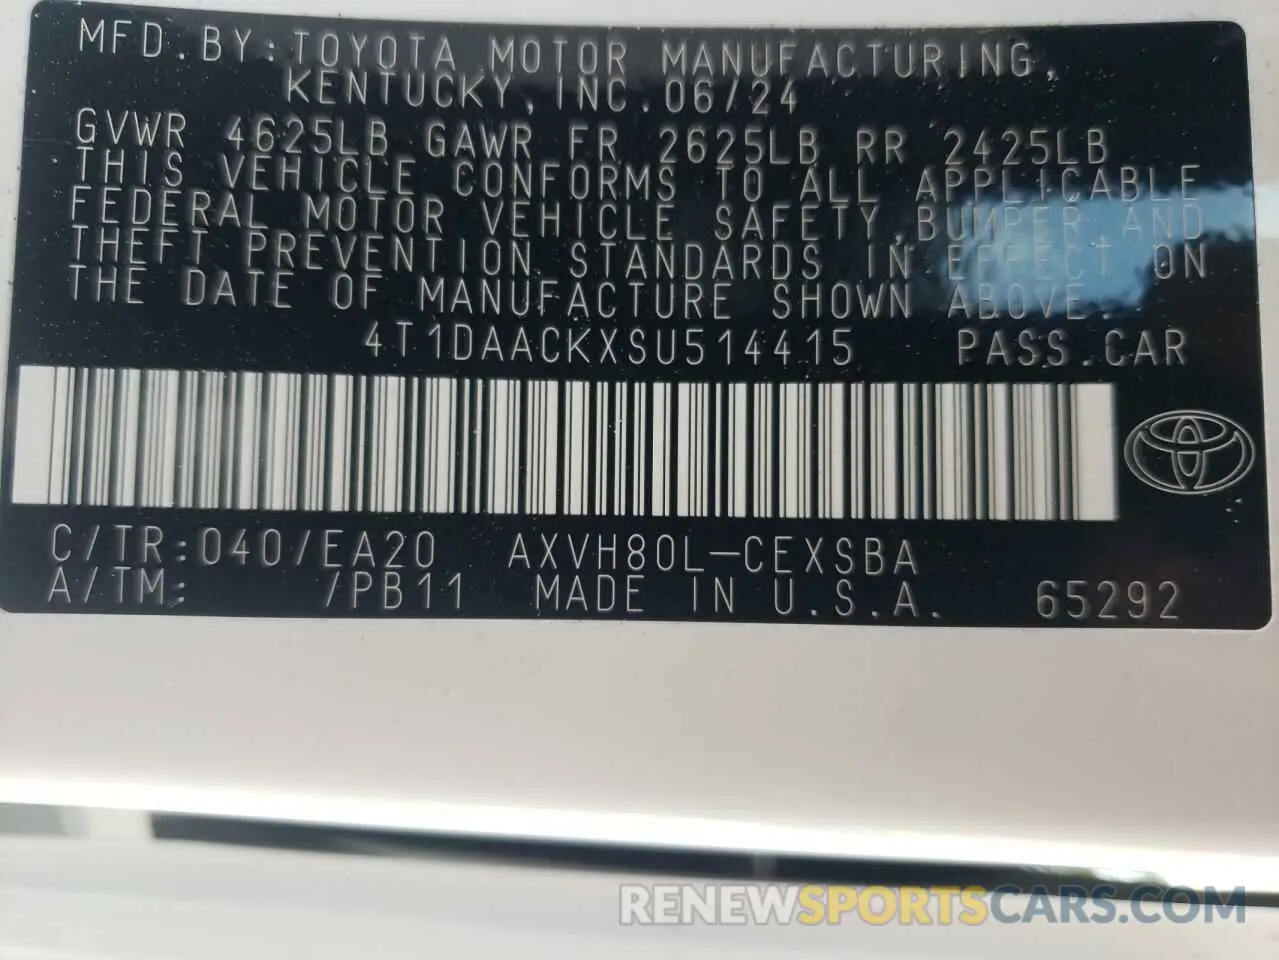 MFD.BY:TOYOTA MOTOR MANUFACTURING,
KENTUCKY,INC.06/24
GVWR 4625LB GAWR FR 2625LB RR 2425LB
THIS VEHICLE CONFORMS TO ALL APPLICABLE
FEDERAL MOTOR VEHICLE SAFETY,BUMPER,AND
THEFT PREVENTION STANDARDS IN EFFECT ON
THE DATE OF MANUFACTURE SHOWN ABOVE.
4T1DAACKXSU514415 PASS.CAR
C/TR:040/EA20 AXVH80L-CEXSBA
A/TM: /PB11 MADE IN U.S.A. 65292
RENEWSPORTSCARS.COM